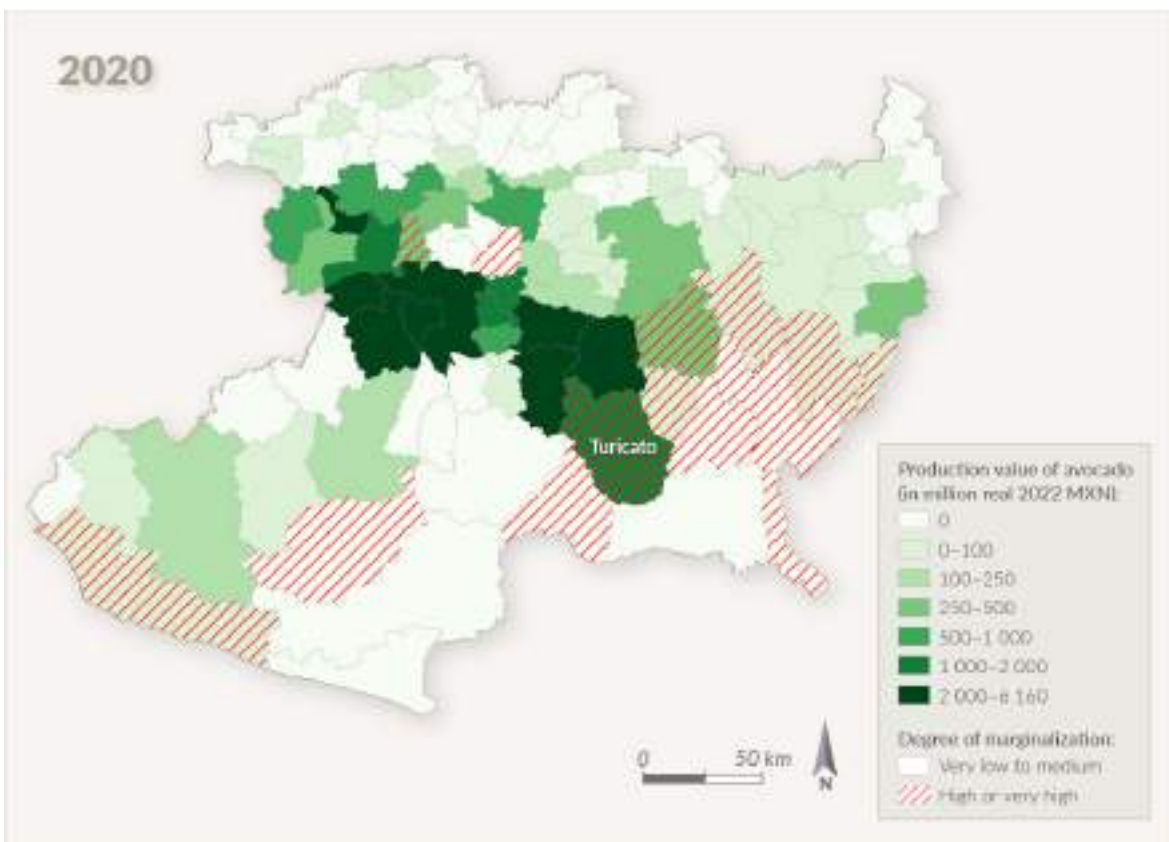 2020
Turicato
Production value of avocado
(in million real 2022 MXN):
0
0–100
100–250
250–500
500–1 000
1 000–2 000
2 000–6 160
Degree of marginalization:
Very low to medium
High or very high
0 50 km
N